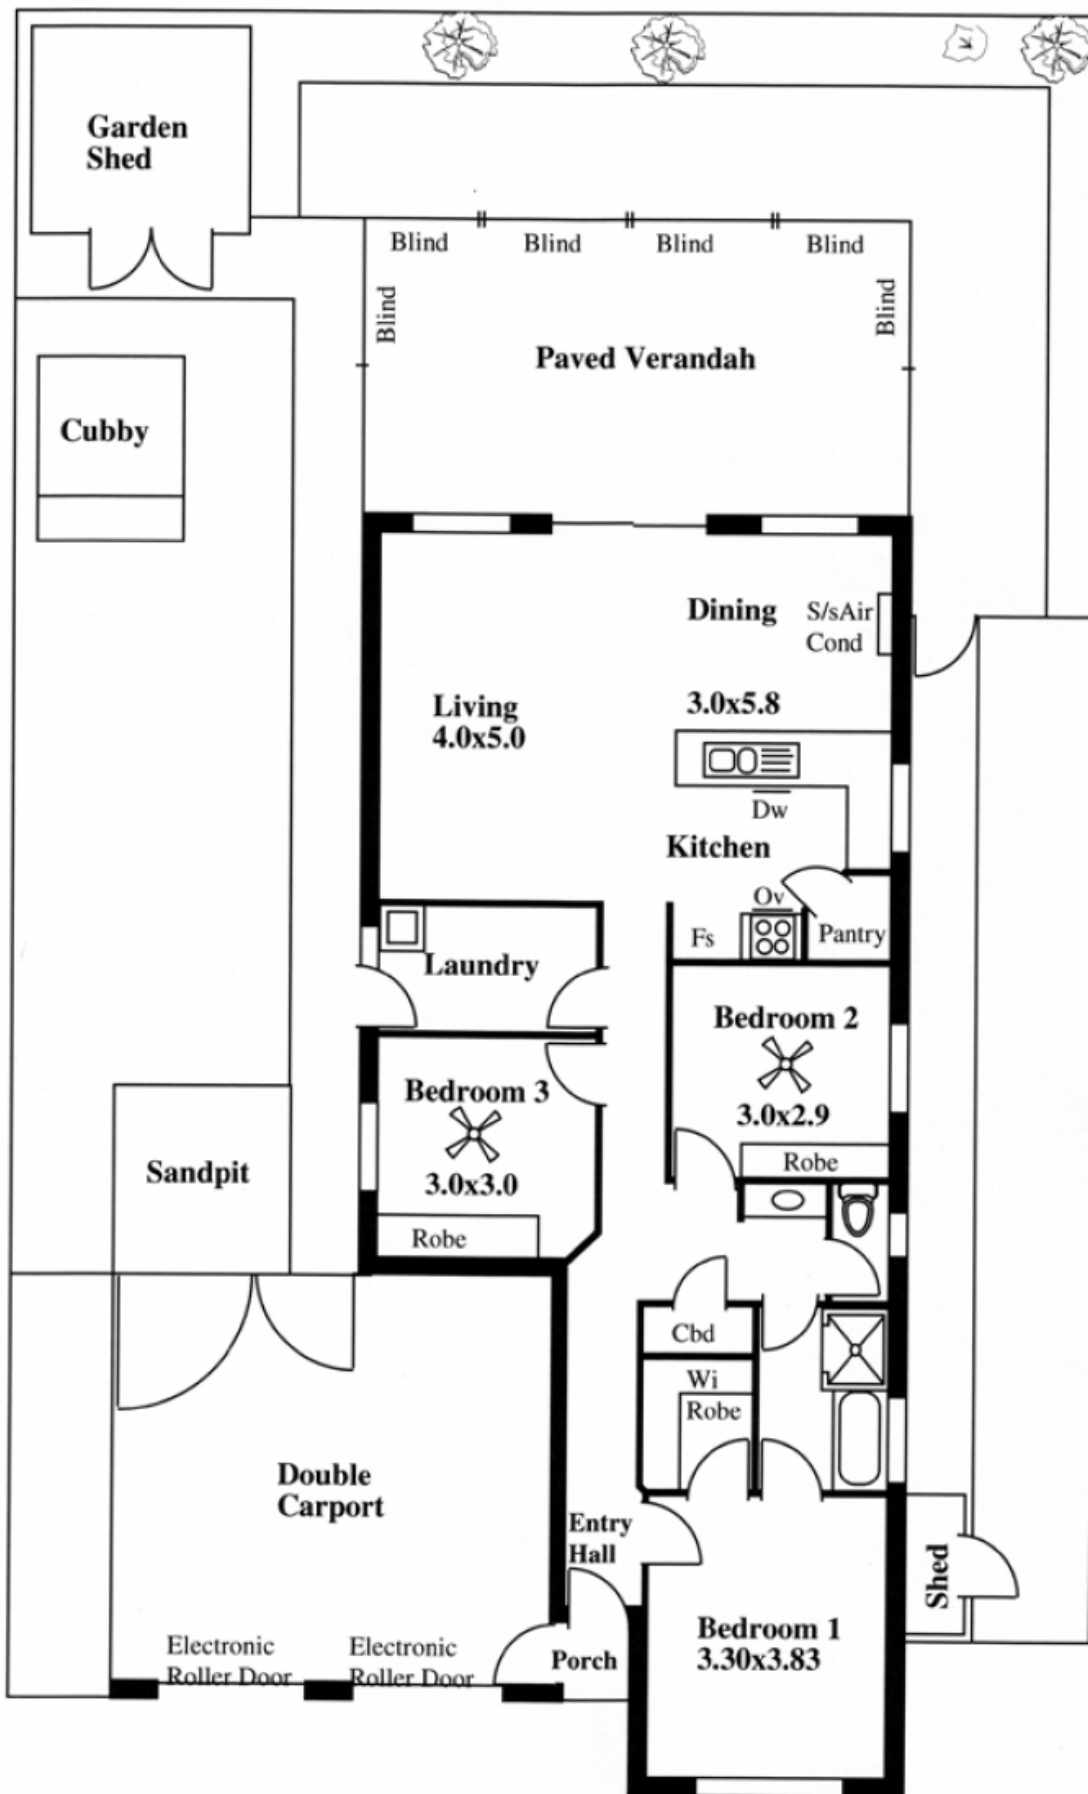 Garden
Shed
Blind
Blind
Blind
Blind
Blind
Blind
Paved Verandah
Cubby
Dining
S/sAir
Cond
Living
4.0x5.0
3.0x5.8
Dw
Kitchen
Ov
Fs
Pantry
Laundry
Bedroom 2
3.0x2.9
Robe
Bedroom 3
3.0x3.0
Robe
Sandpit
Cbd
Wi
Robe
Double
Carport
Entry
Hall
Shed
Bedroom 1
3.30x3.83
Porch
Electronic
Roller Door
Electronic
Roller Door